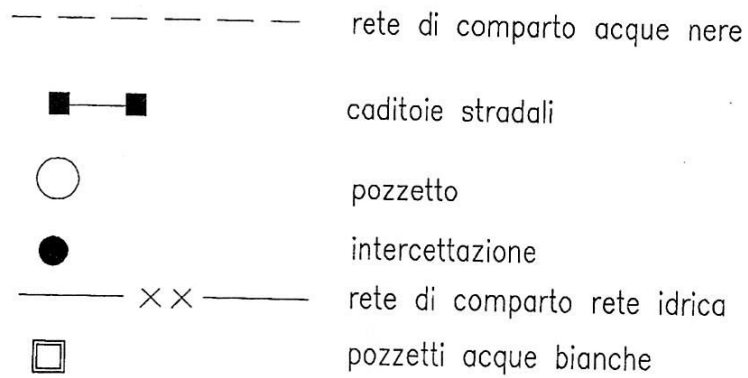 rete di comparto acque nere
caditoie stradali
pozzetto
intercettazione
rete di comparto rete idrica
pozzetti acque bianche